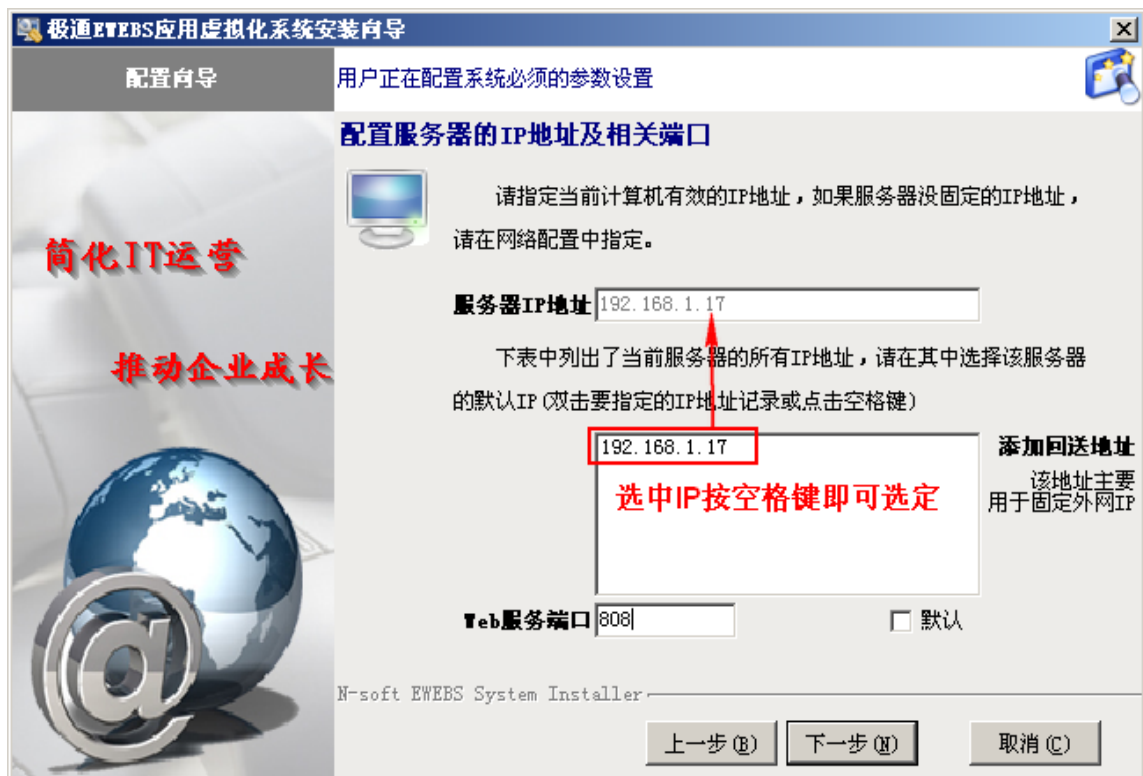 极通EWEBS应用虚拟化系统安装向导
配置向导
用户正在配置系统必须的参数设置
配置服务器的IP地址及相关端口
请指定当前计算机有效的IP地址，如果服务器没固定的IP地址，
请在网络配置中指定。
简化IT运营
推动企业成长
服务器IP地址 192.168.1.17
下表中列出了当前服务器的所有IP地址，请在其中选择该服务器
的默认IP(双击要指定的IP地址记录或点击空格键)
192.168.1.17
选中IP按空格键即可选定
添加回送地址
该地址主要
用于固定外网IP
Web服务端口 808
默认
N-soft EWEBS System Installer
上一步(B) 下一步(N) 取消(C)